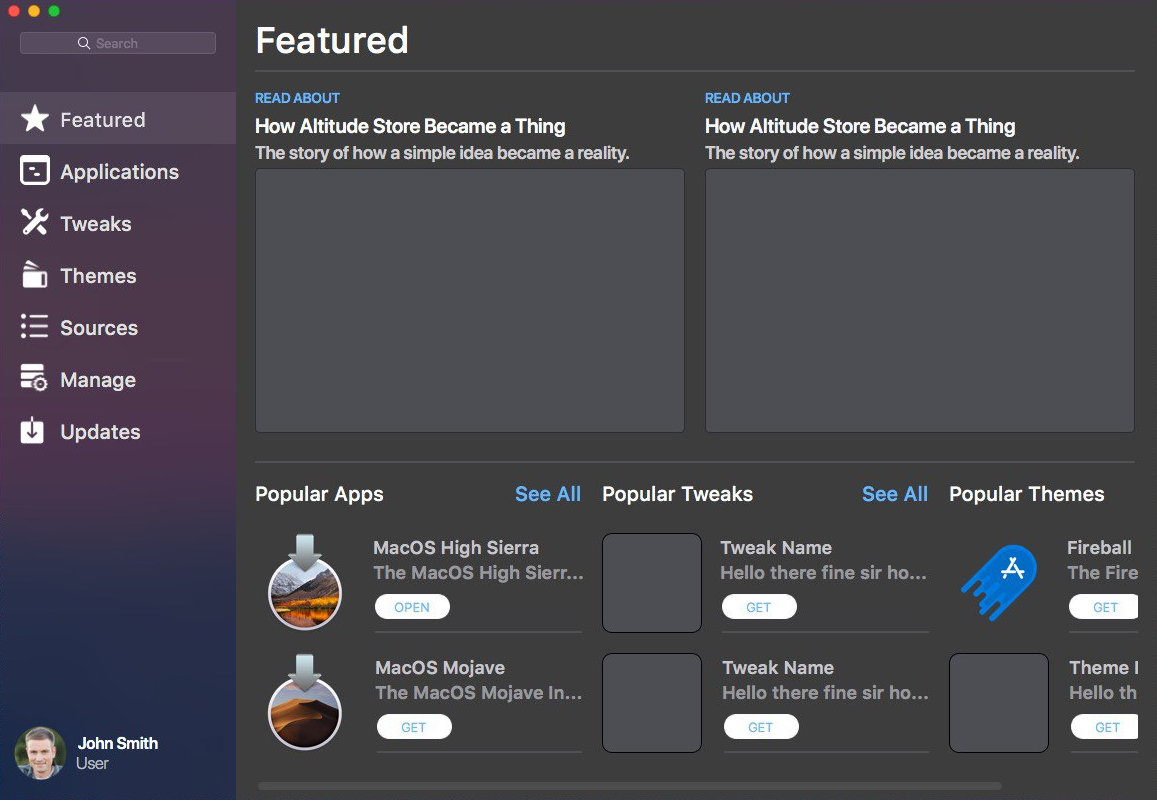 Search
Featured
Applications
Tweaks
Themes
Sources
Manage
Updates
John Smith
User
Featured
READ ABOUT
How Altitude Store Became a Thing
The story of how a simple idea became a reality.
READ ABOUT
How Altitude Store Became a Thing
The story of how a simple idea became a reality.
Popular Apps
See All
MacOS High Sierra
The MacOS High Sierr...
OPEN
MacOS Mojave
The MacOS Mojave In...
GET
Popular Tweaks
See All
Tweak Name
Hello there fine sir ho...
GET
Tweak Name
Hello there fine sir ho...
GET
Popular Themes
Fireball
The Fire
GET
Theme
Hello th
GET